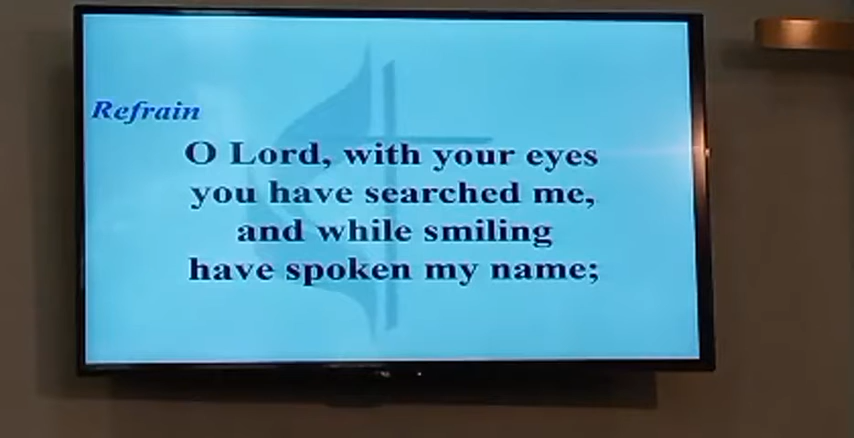 Refrain
O Lord, with your eyes
you have searched me,
and while smiling
have spoken my name;